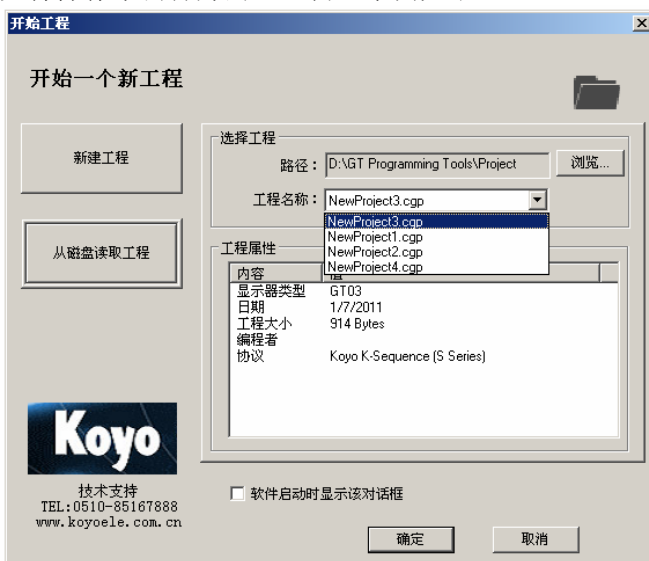 开始工程
开始一个新工程
新建工程
从磁盘读取工程
选择工程
路径：
D:\GT Programming Tools\Project
浏览...
工程名称：
NewProject3.cgp
NewProject3.cgp
NewProject1.cgp
NewProject2.cgp
NewProject4.cgp
工程属性
内容
显示器类型 GT03
日期 1/7/2011
工程大小 914 Bytes
编程者
协议 Koyo K-Sequence (S Series)
Koyo
技术支持
TEL:0510-85167888
www.koyoele.com.cn
软件启动时显示该对话框
确定
取消